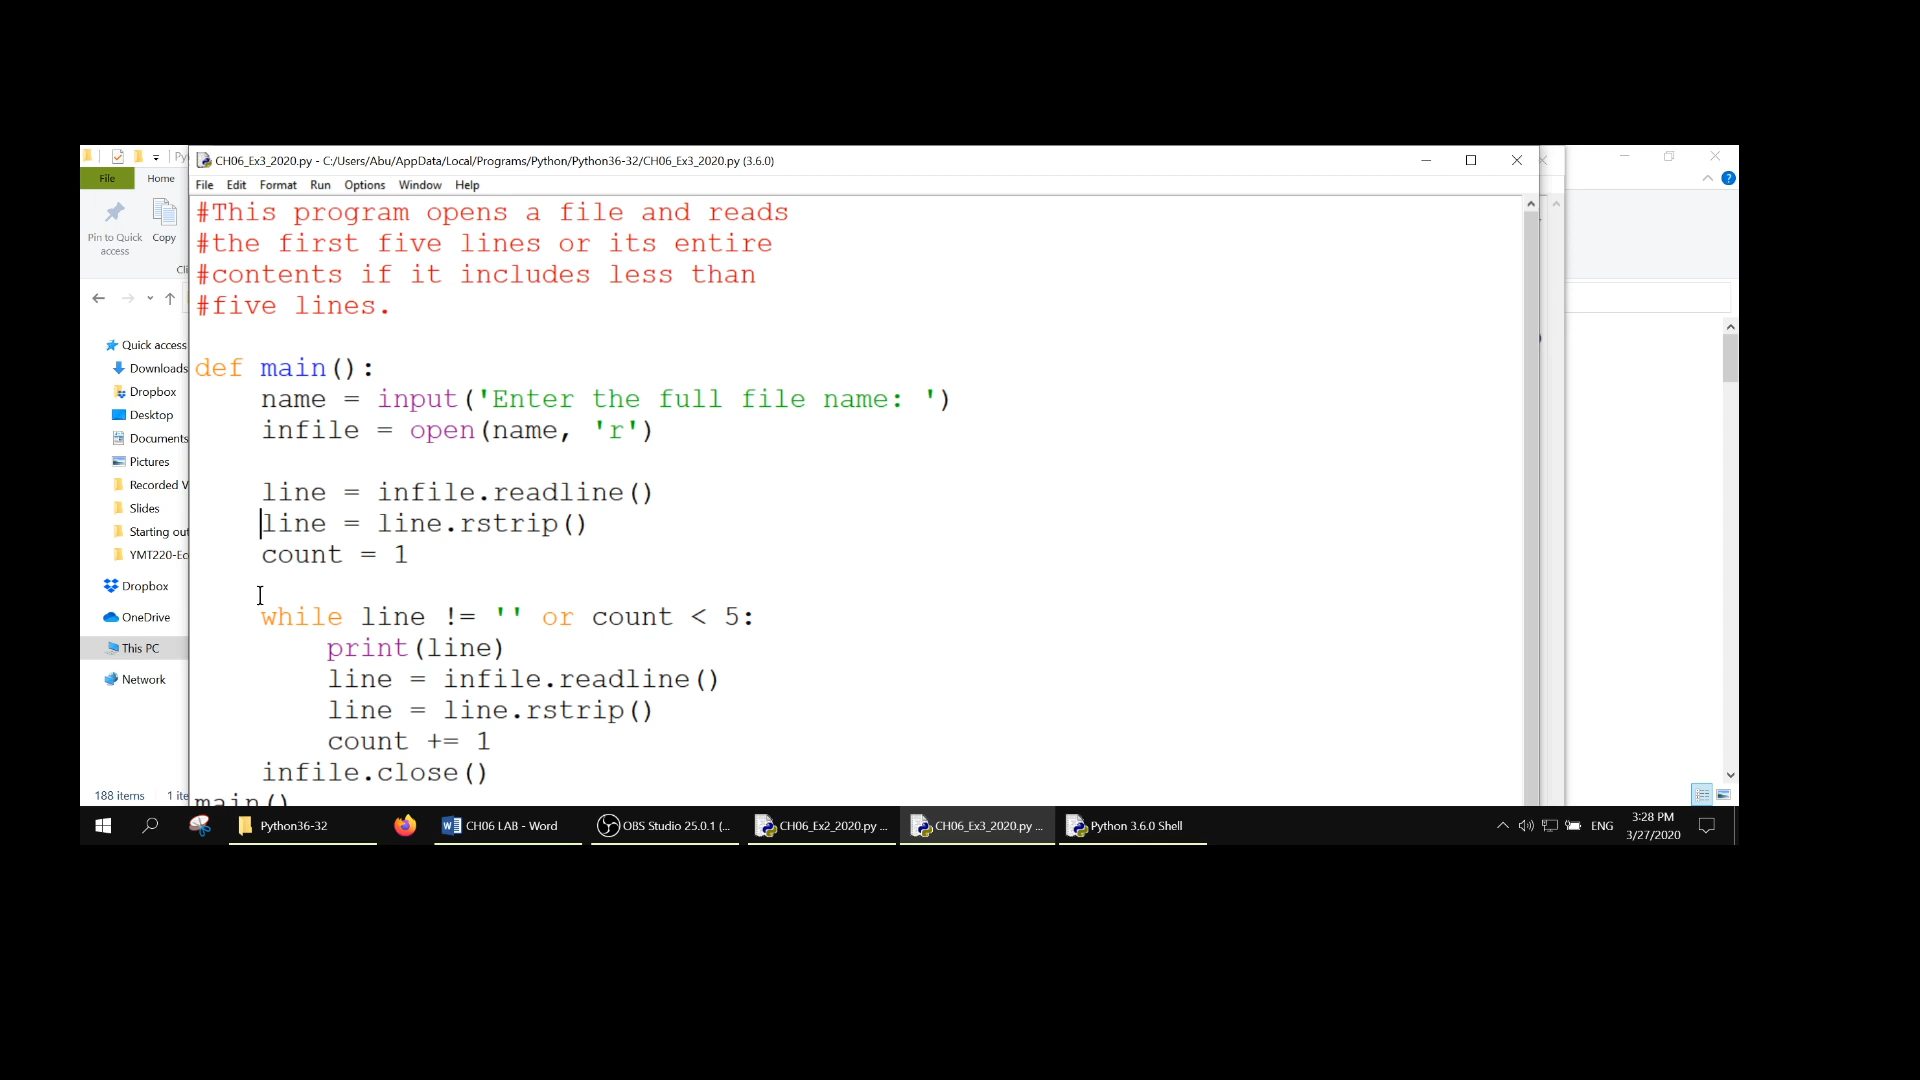 Py
CH06_Ex3_2020.py - C:/Users/Abu/AppData/Local/Programs/Python/Python36-32/CH06_Ex3_2020.py (3.6.0)
File Home
File Edit Format Run Options Window Help
Pin to Quick access
Copy
Cli
#This program opens a file and reads
#the first five lines or its entire
#contents if it includes less than
#five lines.
def main():
name = input('Enter the full file name: ')
infile = open(name, 'r')
line = infile.readline()
line = line.rstrip()
count = 1
while line != '' or count < 5:
print(line)
line = infile.readline()
line = line.rstrip()
count += 1
infile.close()
main()
Quick access
Downloads
Dropbox
Desktop
Documents
Pictures
Recorded V
Slides
Starting out
YMT220-Ec
Dropbox
OneDrive
This PC
Network
188 items 1 ite
Python36-32
CH06 LAB - Word
OBS Studio 25.0.1 (...
CH06_Ex2_2020.py ...
CH06_Ex3_2020.py ...
Python 3.6.0 Shell
ENG
3:28 PM
3/27/2020